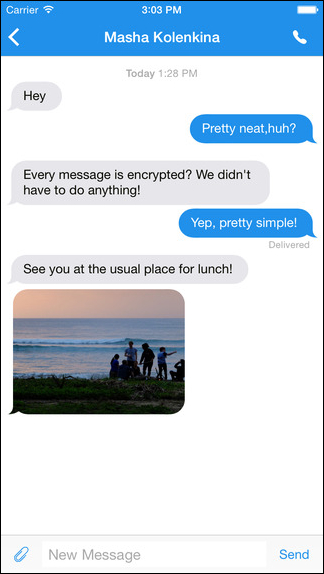 Carrier 3:03 PM
Masha Kolenkina
Today 1:28 PM
Hey
Pretty neat,huh?
Every message is encrypted? We didn't
have to do anything!
Yep, pretty simple!
Delivered
See you at the usual place for lunch!
New Message Send